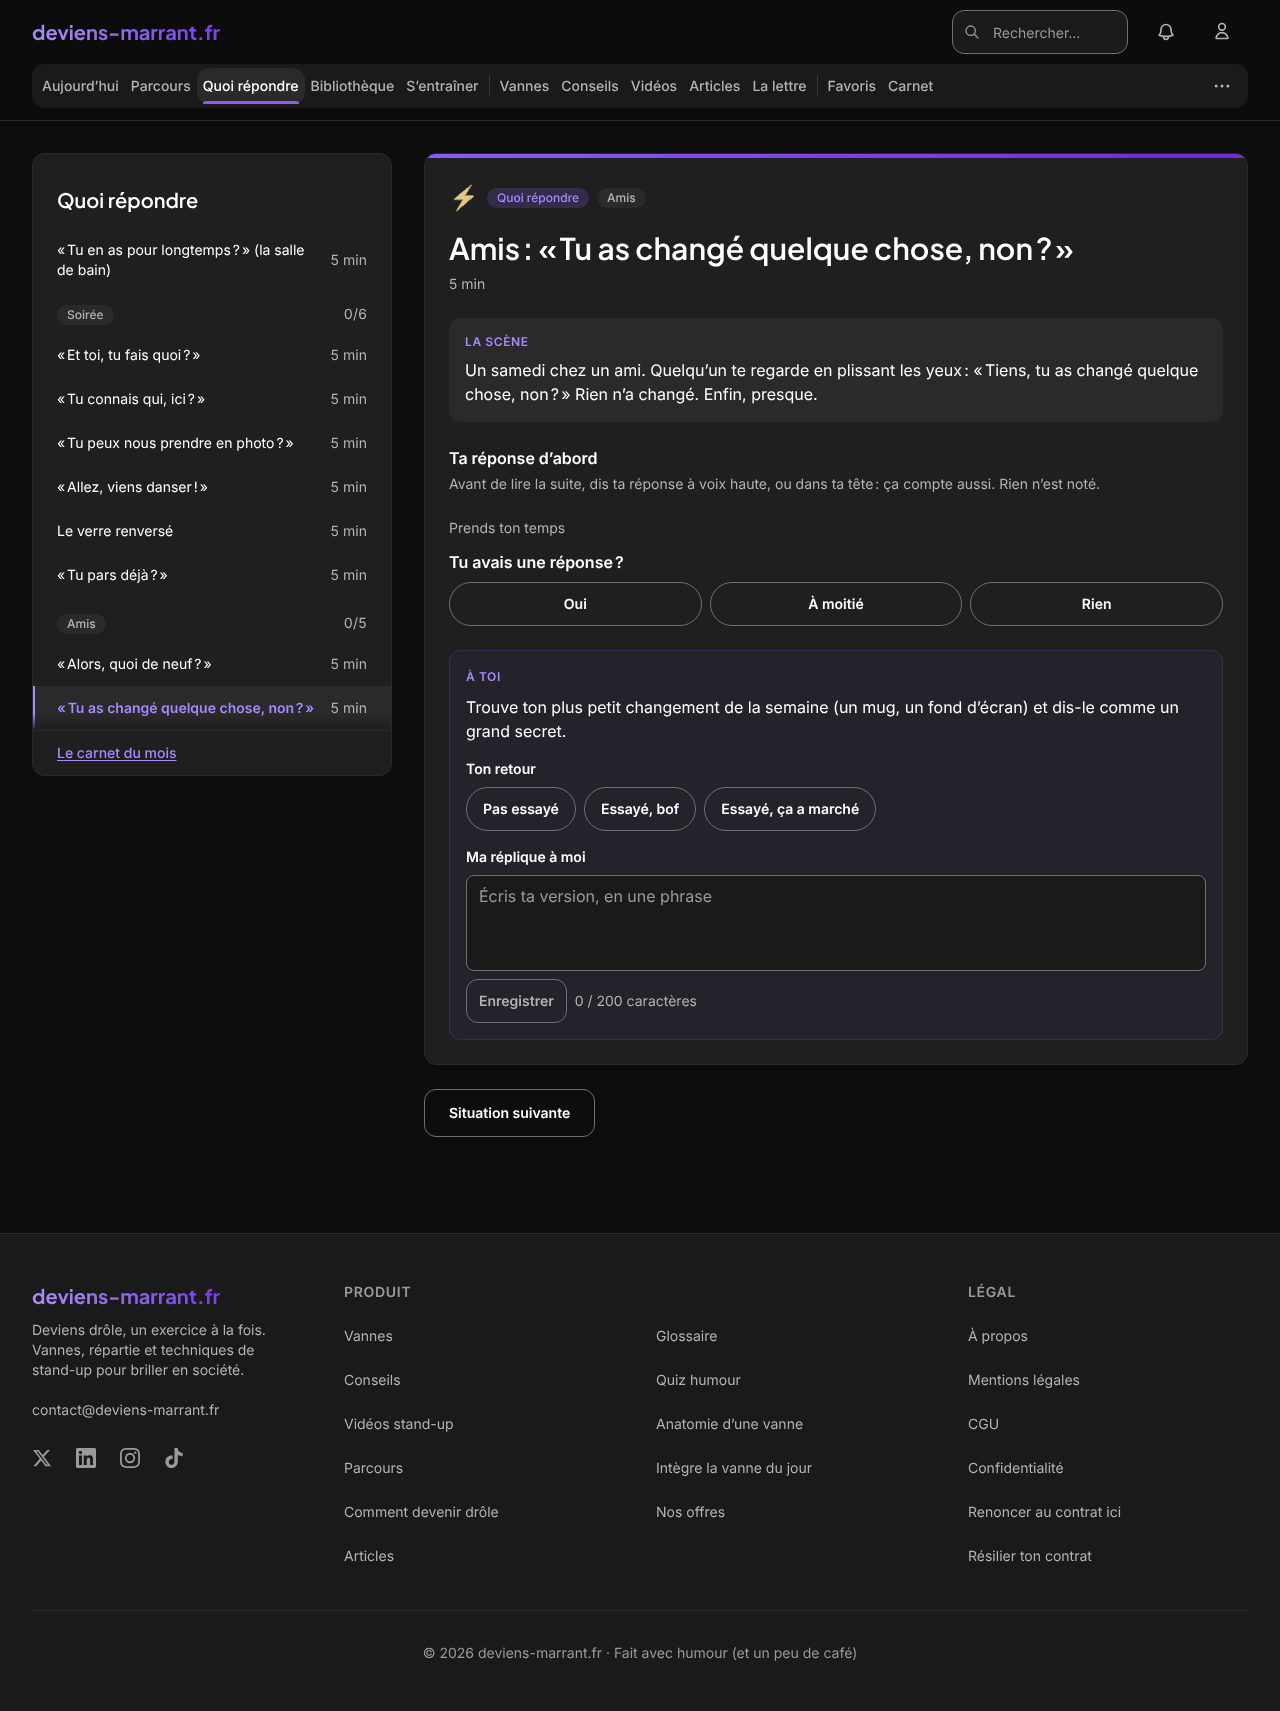 deviens-marrant.fr
Rechercher...
Aujourd’hui
Parcours
Quoi répondre
Bibliothèque
S’entraîner
Vannes
Conseils
Vidéos
Articles
La lettre
Favoris
Carnet
Quoi répondre
« Tu en as pour longtemps ? » (la salle
de bain)
5 min
Soirée
0/6
« Et toi, tu fais quoi ? »
5 min
« Tu connais qui, ici ? »
5 min
« Tu peux nous prendre en photo ? »
5 min
« Allez, viens danser ! »
5 min
Le verre renversé
5 min
« Tu pars déjà ? »
5 min
Amis
0/5
« Alors, quoi de neuf ? »
5 min
« Tu as changé quelque chose, non ? »
5 min
Le carnet du mois
Quoi répondre
Amis
Amis : « Tu as changé quelque chose, non ? »
5 min
LA SCÈNE
Un samedi chez un ami. Quelqu’un te regarde en plissant les yeux : « Tiens, tu as changé quelque
chose, non ? » Rien n’a changé. Enfin, presque.
Ta réponse d’abord
Avant de lire la suite, dis ta réponse à voix haute, ou dans ta tête : ça compte aussi. Rien n’est noté.
Prends ton temps
Tu avais une réponse ?
Oui
À moitié
Rien
À TOI
Trouve ton plus petit changement de la semaine (un mug, un fond d’écran) et dis-le comme un
grand secret.
Ton retour
Pas essayé
Essayé, bof
Essayé, ça a marché
Ma réplique à moi
Écris ta version, en une phrase
Enregistrer
0 / 200 caractères
Situation suivante
deviens-marrant.fr
Deviens drôle, un exercice à la fois.
Vannes, répartie et techniques de
stand-up pour briller en société.
contact@deviens-marrant.fr
PRODUIT
Vannes
Conseils
Vidéos stand-up
Parcours
Comment devenir drôle
Articles
Glossaire
Quiz humour
Anatomie d’une vanne
Intègre la vanne du jour
Nos offres
LÉGAL
À propos
Mentions légales
CGU
Confidentialité
Renoncer au contrat ici
Résilier ton contrat
© 2026 deviens-marrant.fr · Fait avec humour (et un peu de café)